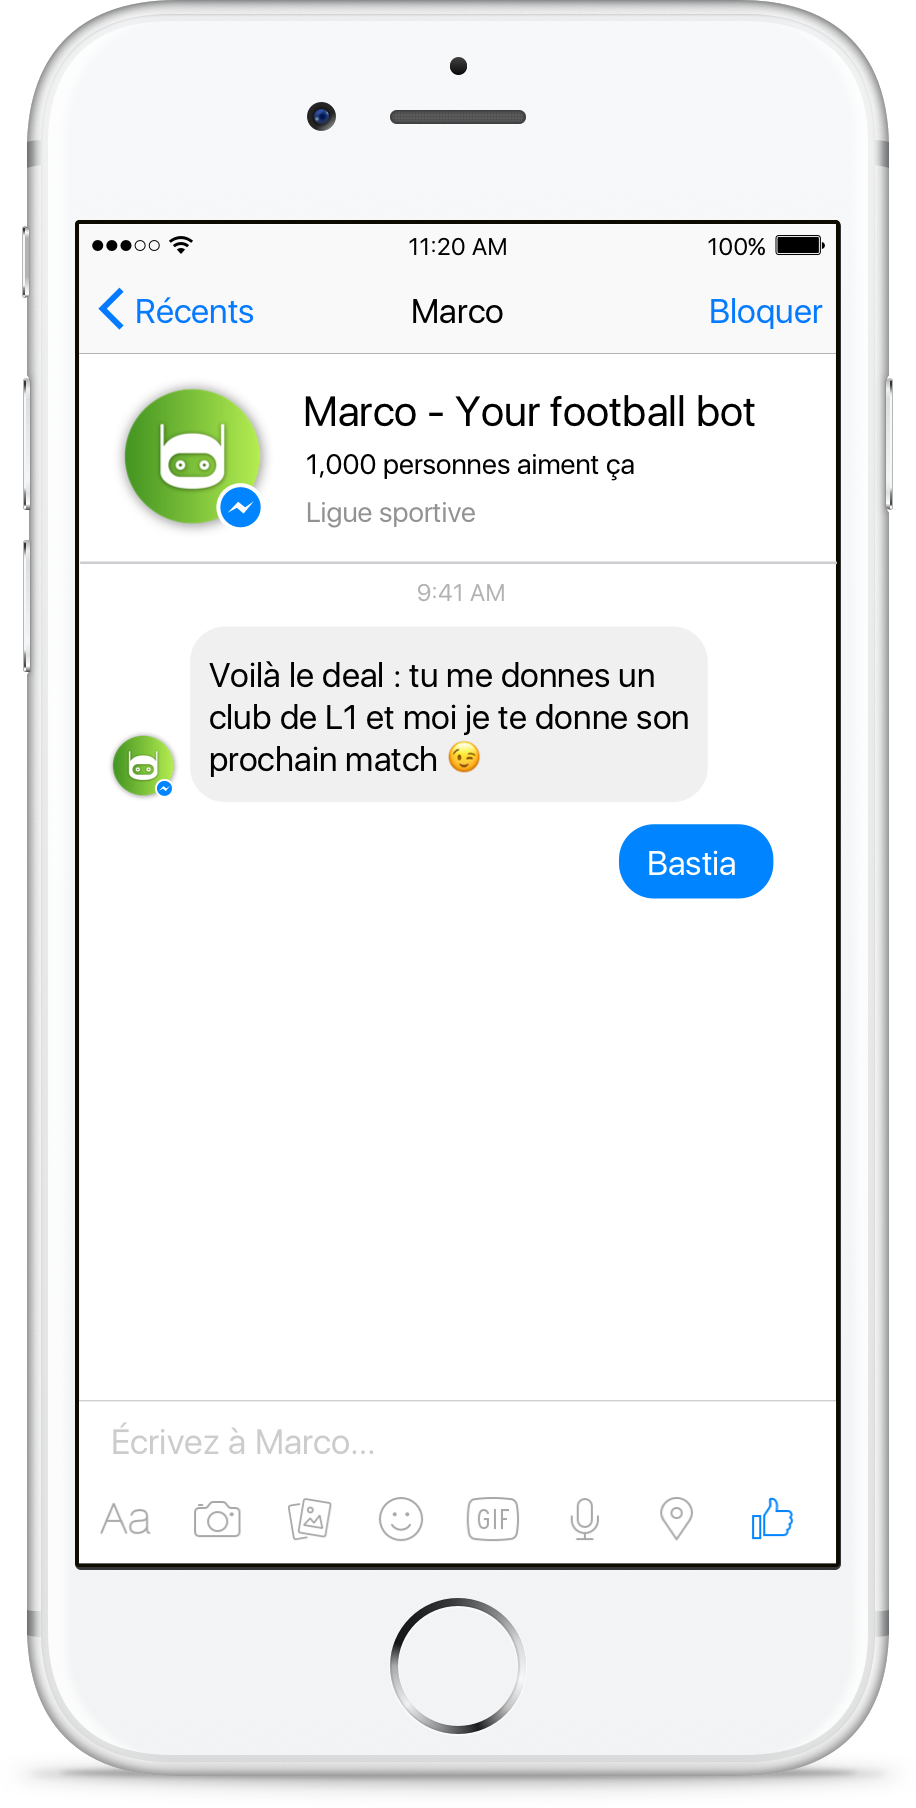 11:20 AM
100%
Récents
Marco
Bloquer
Marco - Your football bot
1,000 personnes aiment ça
Ligue sportive
9:41 AM
Voilà le deal : tu me donnes un
club de L1 et moi je te donne son
prochain match 😉
Bastia
Écrivez à Marco...
Aa
GIF